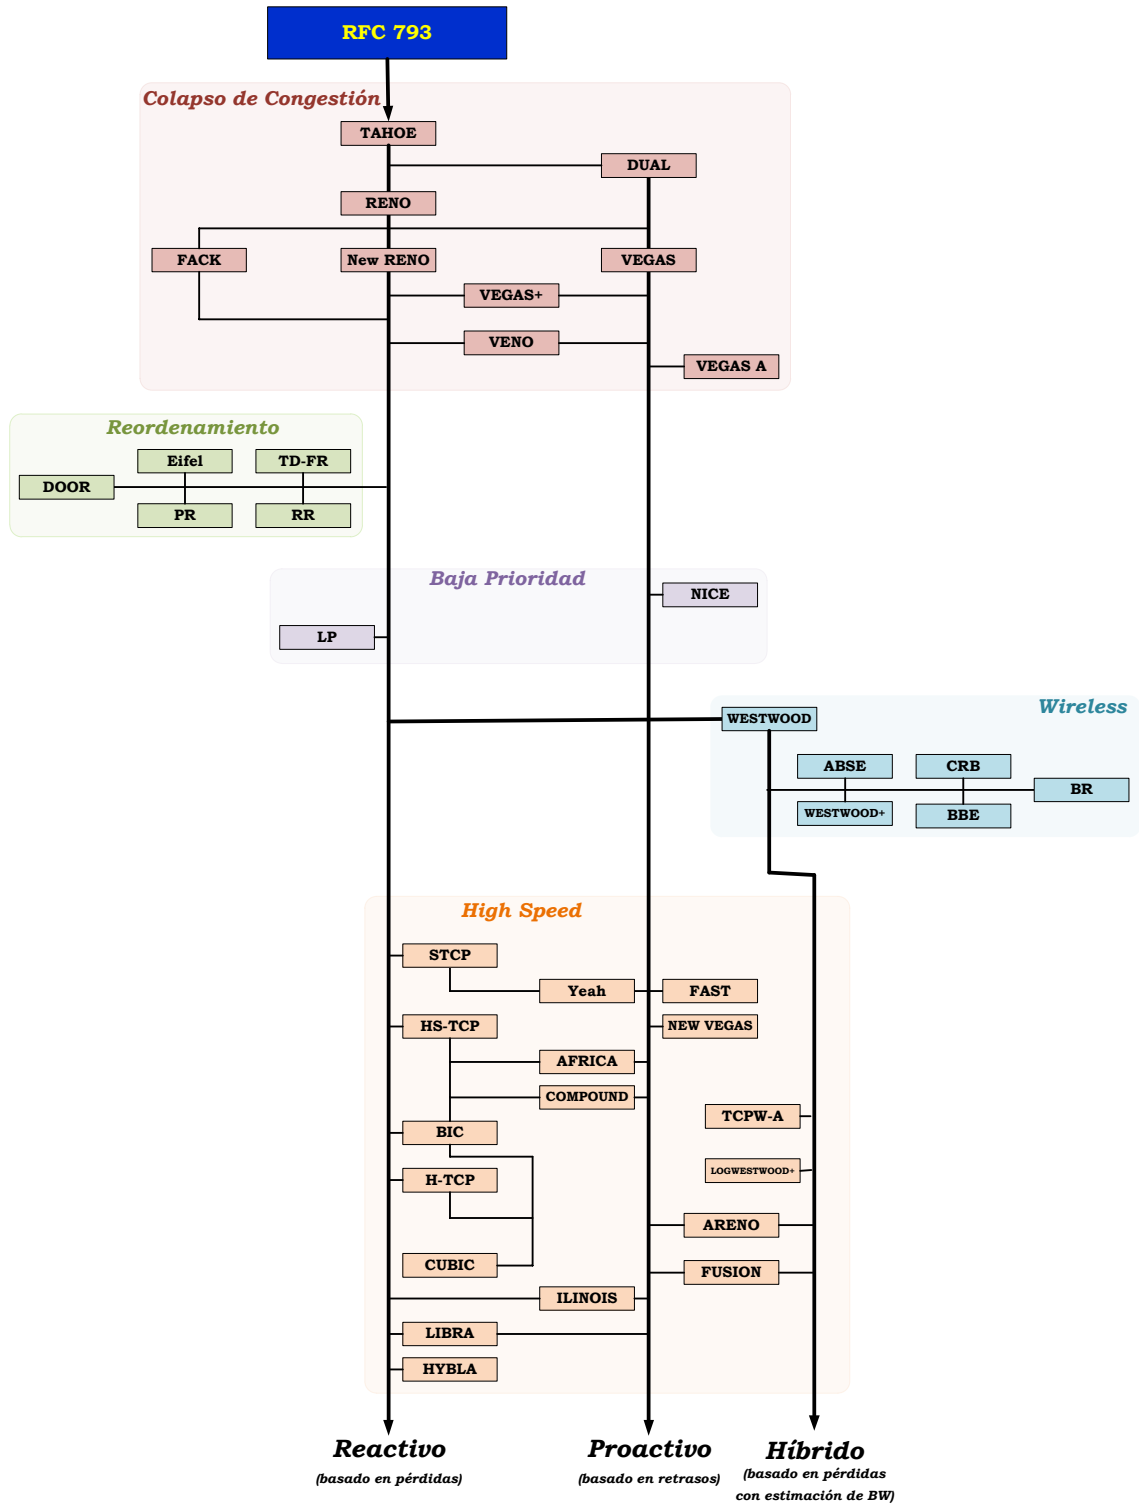 RFC 793
Colapso de Congestión
TAHOE
DUAL
RENO
FACK
New RENO
VEGAS
VEGAS+
VENO
VEGAS A
Reordenamiento
Eifel
TD-FR
DOOR
PR
RR
Baja Prioridad
NICE
LP
Wireless
WESTWOOD
ABSE
CRB
BR
WESTWOOD+
BBE
High Speed
STCP
Yeah
FAST
HS-TCP
NEW VEGAS
AFRICA
COMPOUND
TCPW-A
BIC
LOGWESTWOOD+
H-TCP
ARENO
CUBIC
FUSION
ILINOIS
LIBRA
HYBLA
Reactivo
(basado en pérdidas)
Proactivo
(basado en retrasos)
Híbrido
(basado en pérdidas
con estimación de BW)